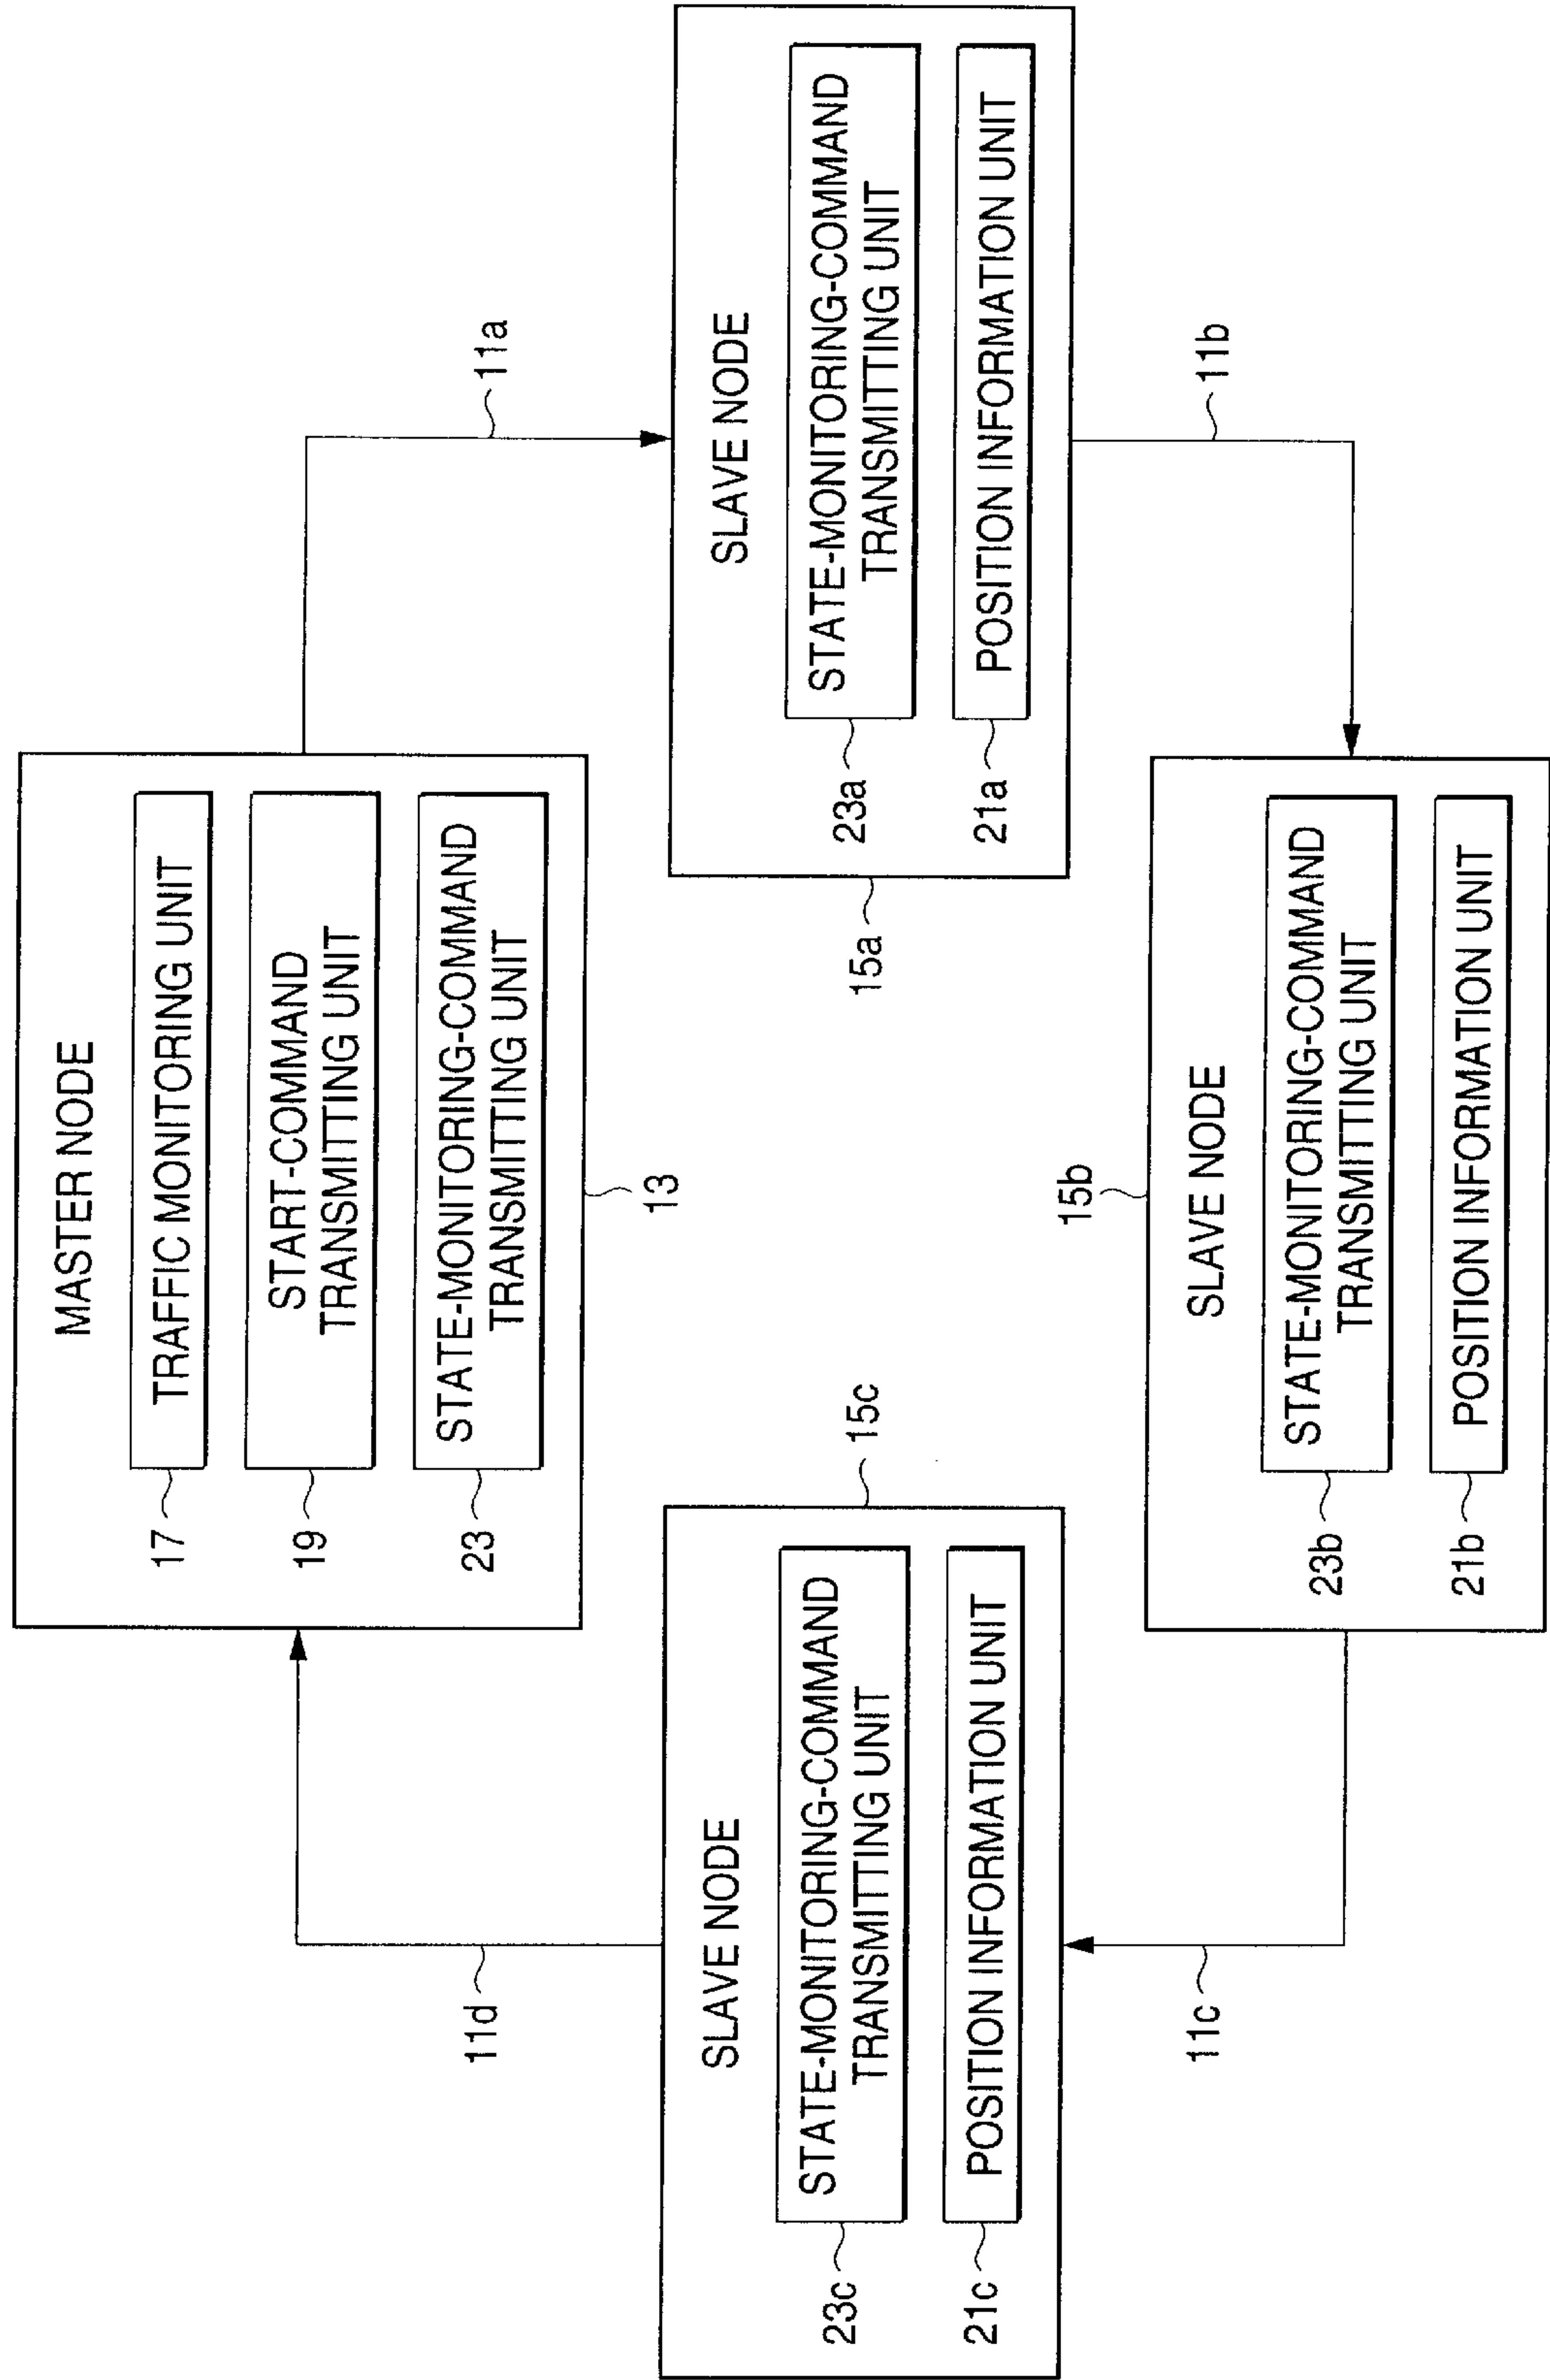 MASTER NODE
17
TRAFFIC MONITORING UNIT
19
START-COMMAND
TRANSMITTING UNIT
23
STATE-MONITORING-COMMAND
TRANSMITTING UNIT
13
11d
11a
15c
SLAVE NODE
23c
STATE-MONITORING-COMMAND
TRANSMITTING UNIT
21c
POSITION INFORMATION UNIT
SLAVE NODE
23a
STATE-MONITORING-COMMAND
TRANSMITTING UNIT
21a
POSITION INFORMATION UNIT
15a
11c
11b
15b
SLAVE NODE
23b
STATE-MONITORING-COMMAND
TRANSMITTING UNIT
21b
POSITION INFORMATION UNIT